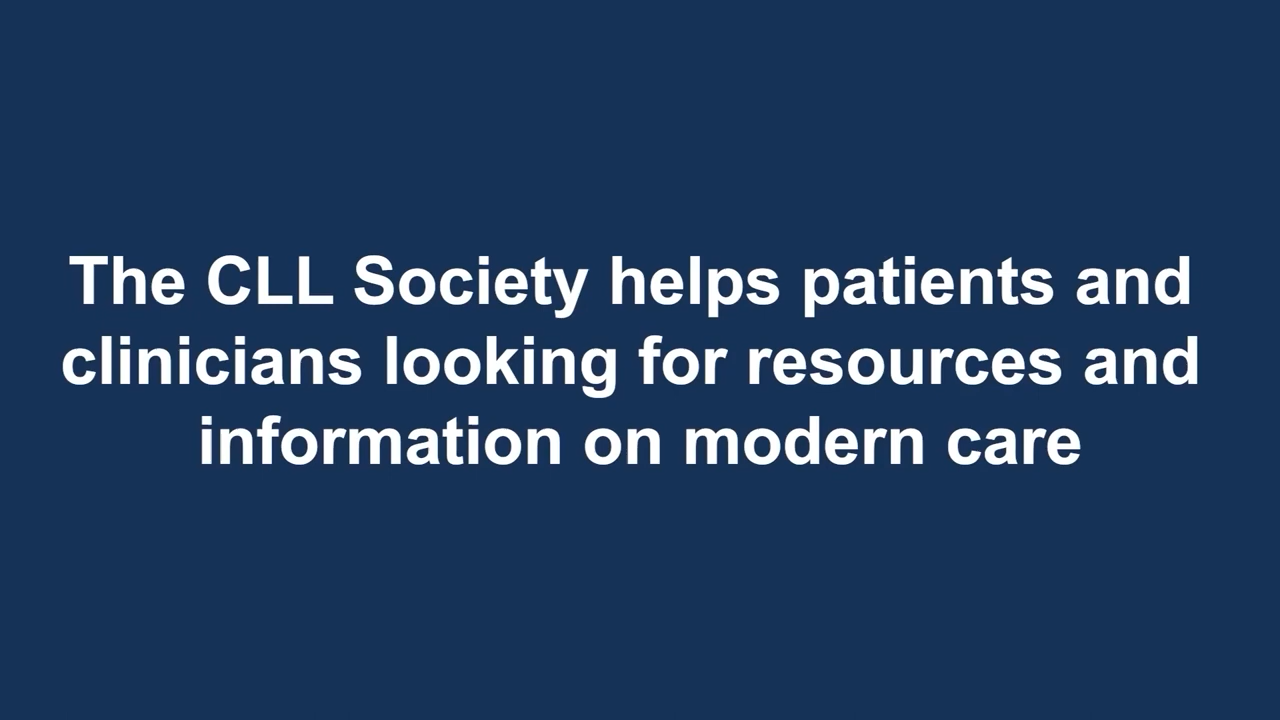 The CLL Society helps patients and
clinicians looking for resources and
information on modern care